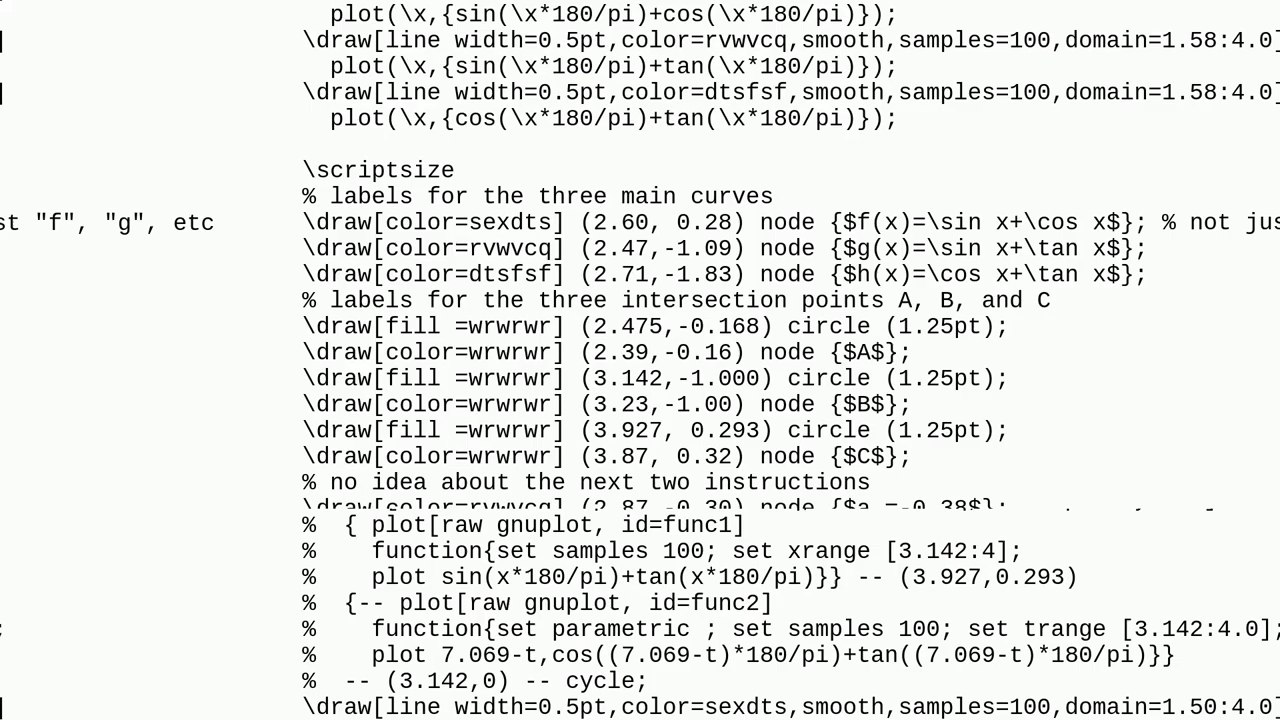 plot(\x,{sin(\x*180/pi)+cos(\x*180/pi)});
\draw[line width=0.5pt,color=rvwvcq,smooth,samples=100,domain=1.58:4.0]
plot(\x,{sin(\x*180/pi)+tan(\x*180/pi)});
\draw[line width=0.5pt,color=dtsfsf,smooth,samples=100,domain=1.58:4.0]
plot(\x,{cos(\x*180/pi)+tan(\x*180/pi)});
\scriptsize
% labels for the three main curves
st "f", "g", etc \draw[color=sexdts] (2.60, 0.28) node {$f(x)=\sin x+\cos x$}; % not jus
\draw[color=rvwvcq] (2.47,-1.09) node {$g(x)=\sin x+\tan x$};
\draw[color=dtsfsf] (2.71,-1.83) node {$h(x)=\cos x+\tan x$};
% labels for the three intersection points A, B, and C
\draw[fill =wrwrwr] (2.475,-0.168) circle (1.25pt);
\draw[color=wrwrwr] (2.39,-0.16) node {$A$};
\draw[fill =wrwrwr] (3.142,-1.000) circle (1.25pt);
\draw[color=wrwrwr] (3.23,-1.00) node {$B$};
\draw[fill =wrwrwr] (3.927, 0.293) circle (1.25pt);
\draw[color=wrwrwr] (3.87, 0.32) node {$C$};
% no idea about the next two instructions
\draw[color=rvwvcq] (2.87,-0.30) node {$a =-0.38$};
% { plot[raw gnuplot, id=func1]
% function{set samples 100; set xrange [3.142:4];
% plot sin(x*180/pi)+tan(x*180/pi)}} -- (3.927,0.293)
% {-- plot[raw gnuplot, id=func2]
; % function{set parametric ; set samples 100; set trange [3.142:4.0];
% plot 7.069-t,cos((7.069-t)*180/pi)+tan((7.069-t)*180/pi)}}
% -- (3.142,0) -- cycle;
\draw[line width=0.5pt,color=sexdts,smooth,samples=100,domain=1.50:4.0]